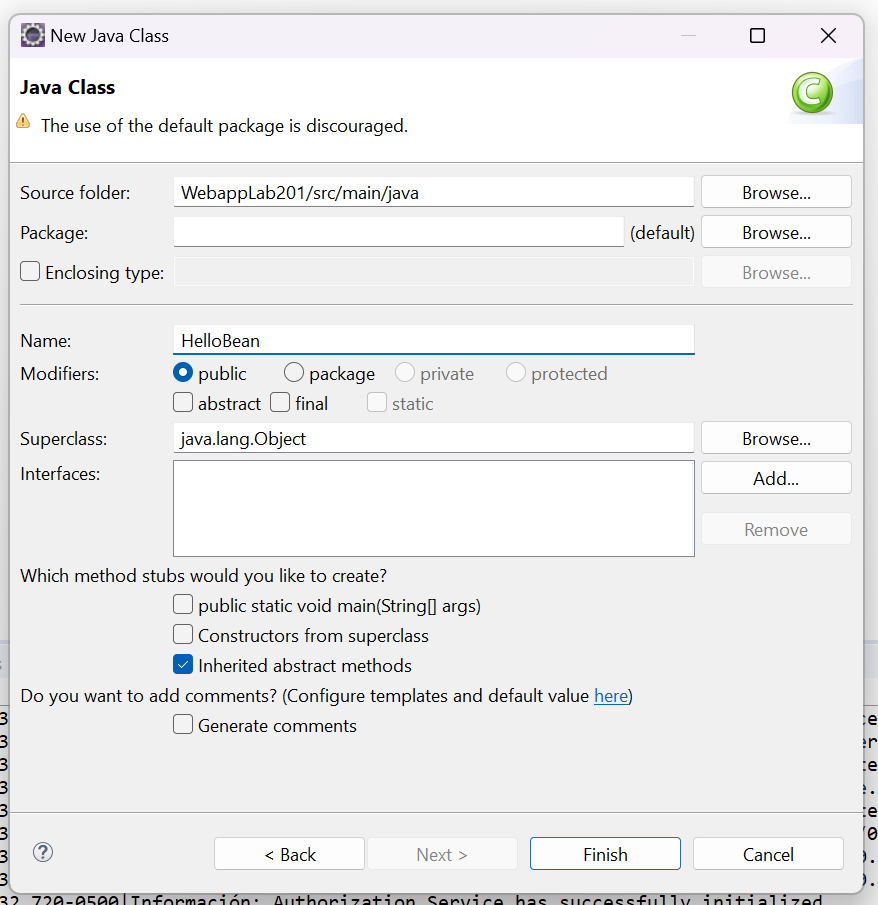 New Java Class
Java Class
The use of the default package is discouraged.
Source folder: WebappLab201/src/main/java Browse...
Package: (default) Browse...
Enclosing type: Browse...
Name: HelloBean
Modifiers: public package private protected
abstract final static
Superclass: java.lang.Object Browse...
Interfaces: Add...
Remove
Which method stubs would you like to create?
public static void main(String[] args)
Constructors from superclass
Inherited abstract methods
Do you want to add comments? (Configure templates and default value here)
Generate comments
< Back Next > Finish Cancel
32.720-0500|Información: Authorization Service has successfully initialized.